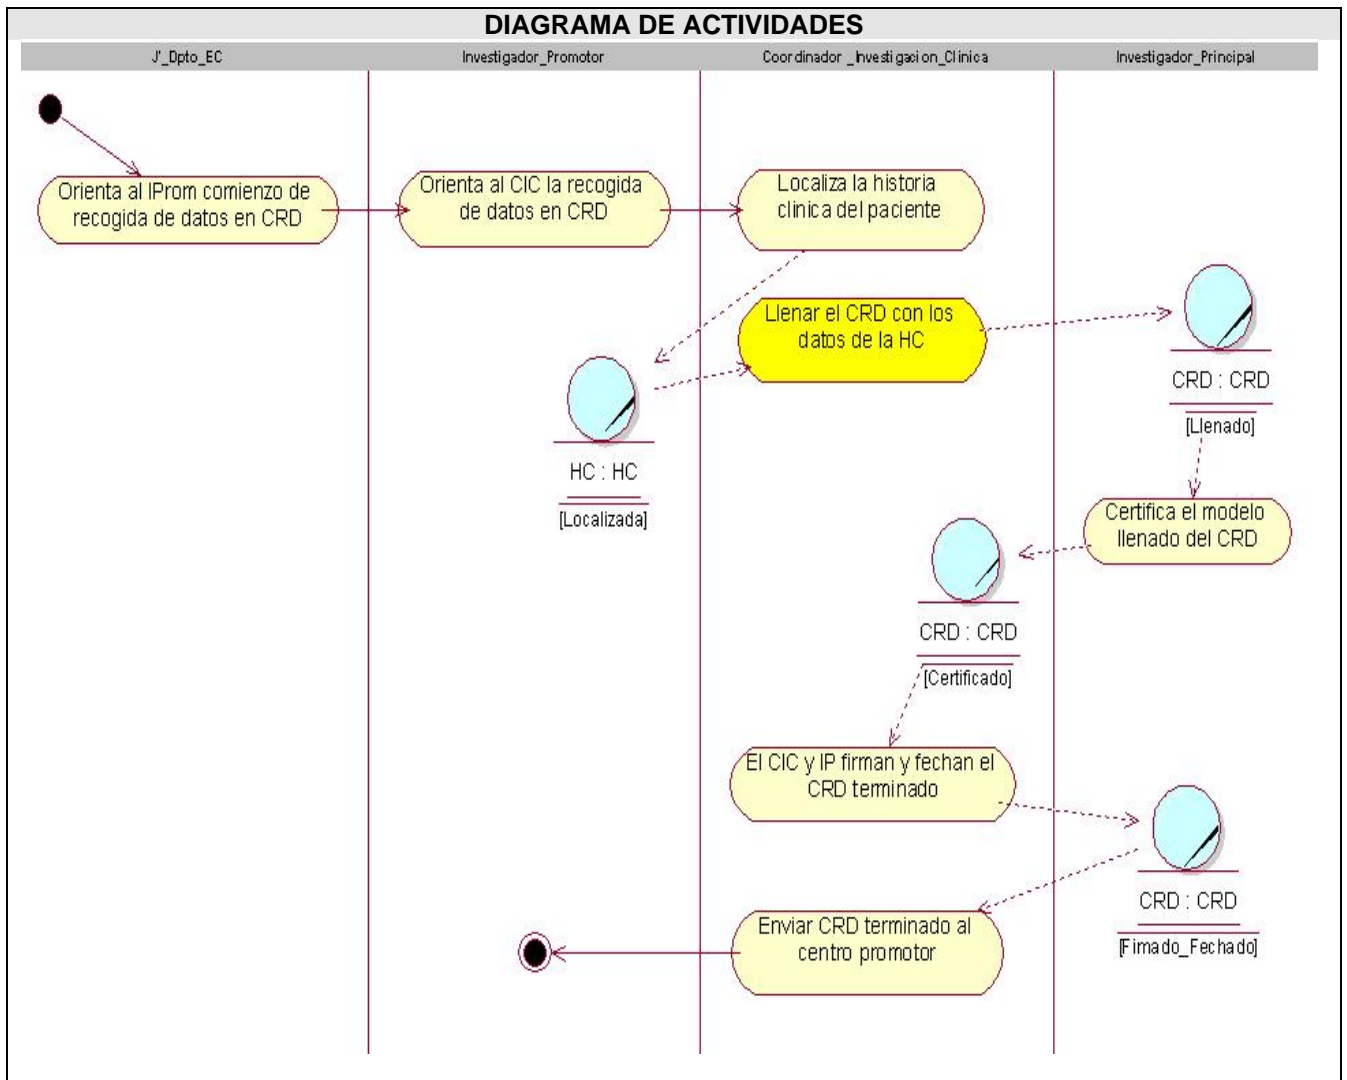 DIAGRAMA DE ACTIVIDADES
J'_Dpto_EC
Investigador_Promotor
Coordinador _Investigacion_Clinica
Investigador_Principal
Orienta al IProm comienzo de
recogida de datos en CRD
Orienta al CIC la recogida
de datos en CRD
Localiza la historia
clinica del paciente
Llenar el CRD con los
datos de la HC
CRD : CRD
[Llenado]
HC : HC
[Localizada]
Certifica el modelo
llenado del CRD
CRD : CRD
[Certificado]
El CIC y IP firman y fechan el
CRD terminado
CRD : CRD
[Fimado_Fechado]
Enviar CRD terminado al
centro promotor